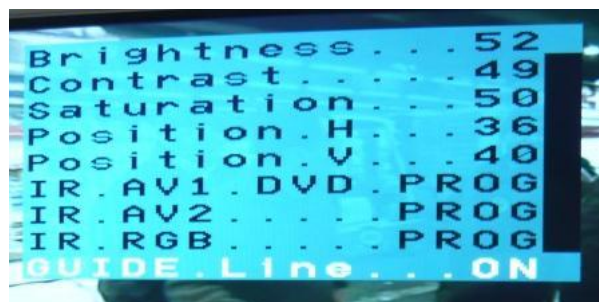 Brightness...52
Contrast.....49
Saturation...50
Position.H...36
Position.V...40
IR.AV1.DVD.PROG
IR.AV2.....PROG
IR.RGB.....PROG
GUIDE.Line...ON